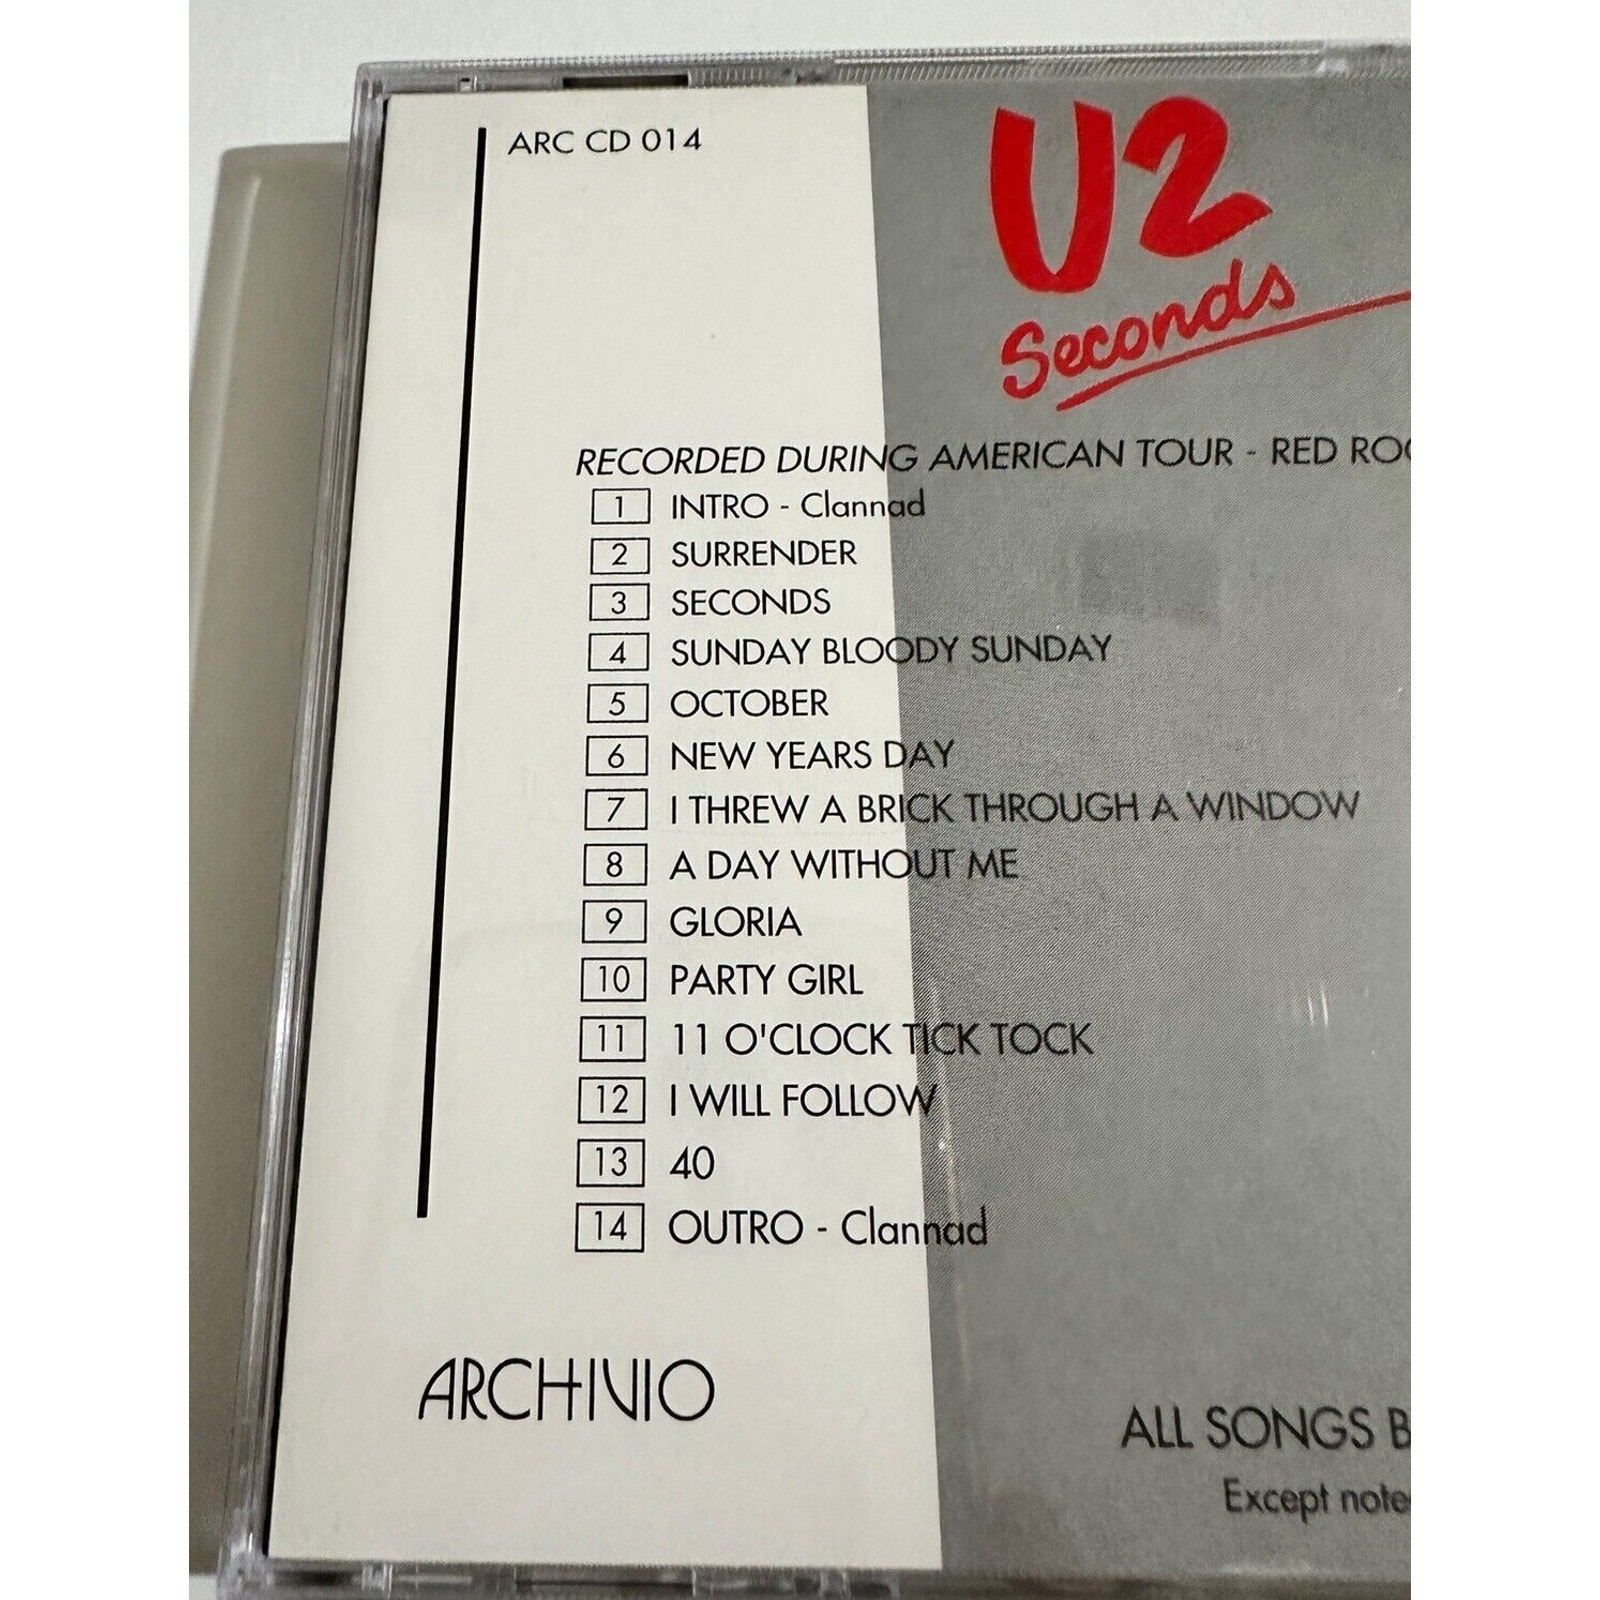 ARC CD 014
U2
Seconds
RECORDED DURING AMERICAN TOUR - RED
1 INTRO - Clannad
2 SURRENDER
3 SECONDS
4 SUNDAY BLOODY SUNDAY
5 OCTOBER
6 NEW YEARS DAY
7 I THREW A BRICK THROUGH A WINDOW
8 A DAY WITHOUT ME
9 GLORIA
10 PARTY GIRL
11 11 O'CLOCK TICK TOCK
12 I WILL FOLLOW
13 40
14 OUTRO - Clannad
ARCHIVIO
ALL SONGS
Except